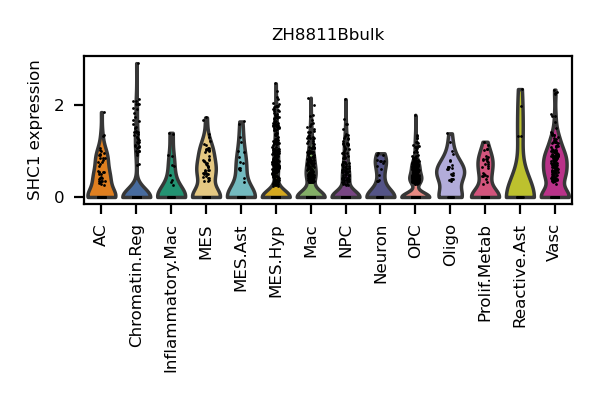 ZH8811Bbulk
SHC1 expression
2
0
AC
Chromatin.Reg
Inflammatory.Mac
MES
MES.Ast
MES.Hyp
Mac
NPC
Neuron
OPC
Oligo
Prolif.Metab
Reactive.Ast
Vasc